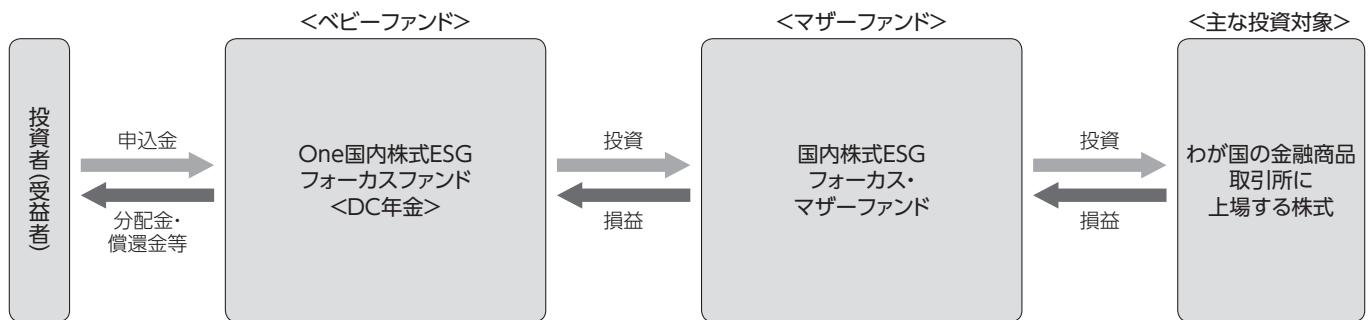 投資者(受益者)
申込金
分配金・
償還金等
<ベビーファンド>
One国内株式ESG
フォーカスファンド
<DC年金>
投資
損益
<マザーファンド>
国内株式ESG
フォーカス・
マザーファンド
投資
損益
<主な投資対象>
わが国の金融商品
取引所に
上場する株式